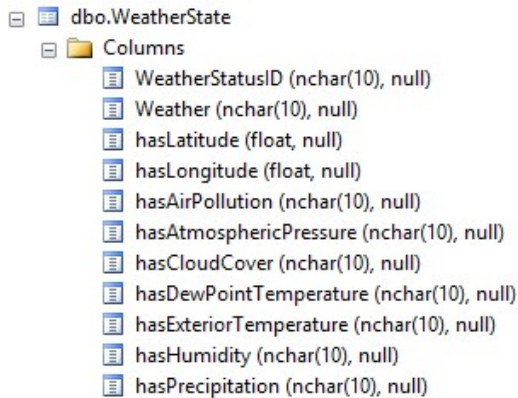 dbo.WeatherState
Columns
WeatherStatusID (nchar(10), null)
Weather (nchar(10), null)
hasLatitude (float, null)
hasLongitude (float, null)
hasAirPollution (nchar(10), null)
hasAtmosphericPressure (nchar(10), null)
hasCloudCover (nchar(10), null)
hasDewPointTemperature (nchar(10), null)
hasExteriorTemperature (nchar(10), null)
hasHumidity (nchar(10), null)
hasPrecipitation (nchar(10), null)